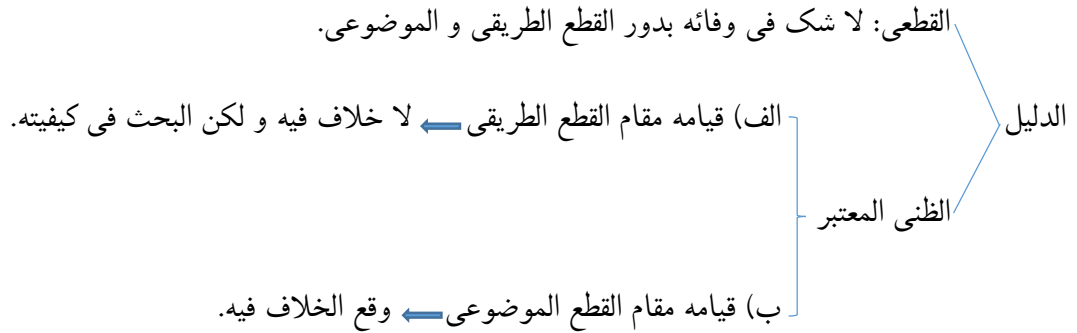 القطعی: لا شک فی وفائه بدور القطع الطریقی و الموضوعی.
الف) قیامه مقام القطع الطریقی لا خلاف فیه و لکن البحث فی کیفیته.
الدلیل
الظنی المعتبر
ب) قیامه مقام القطع الموضوعی وقع الخلاف فیه.